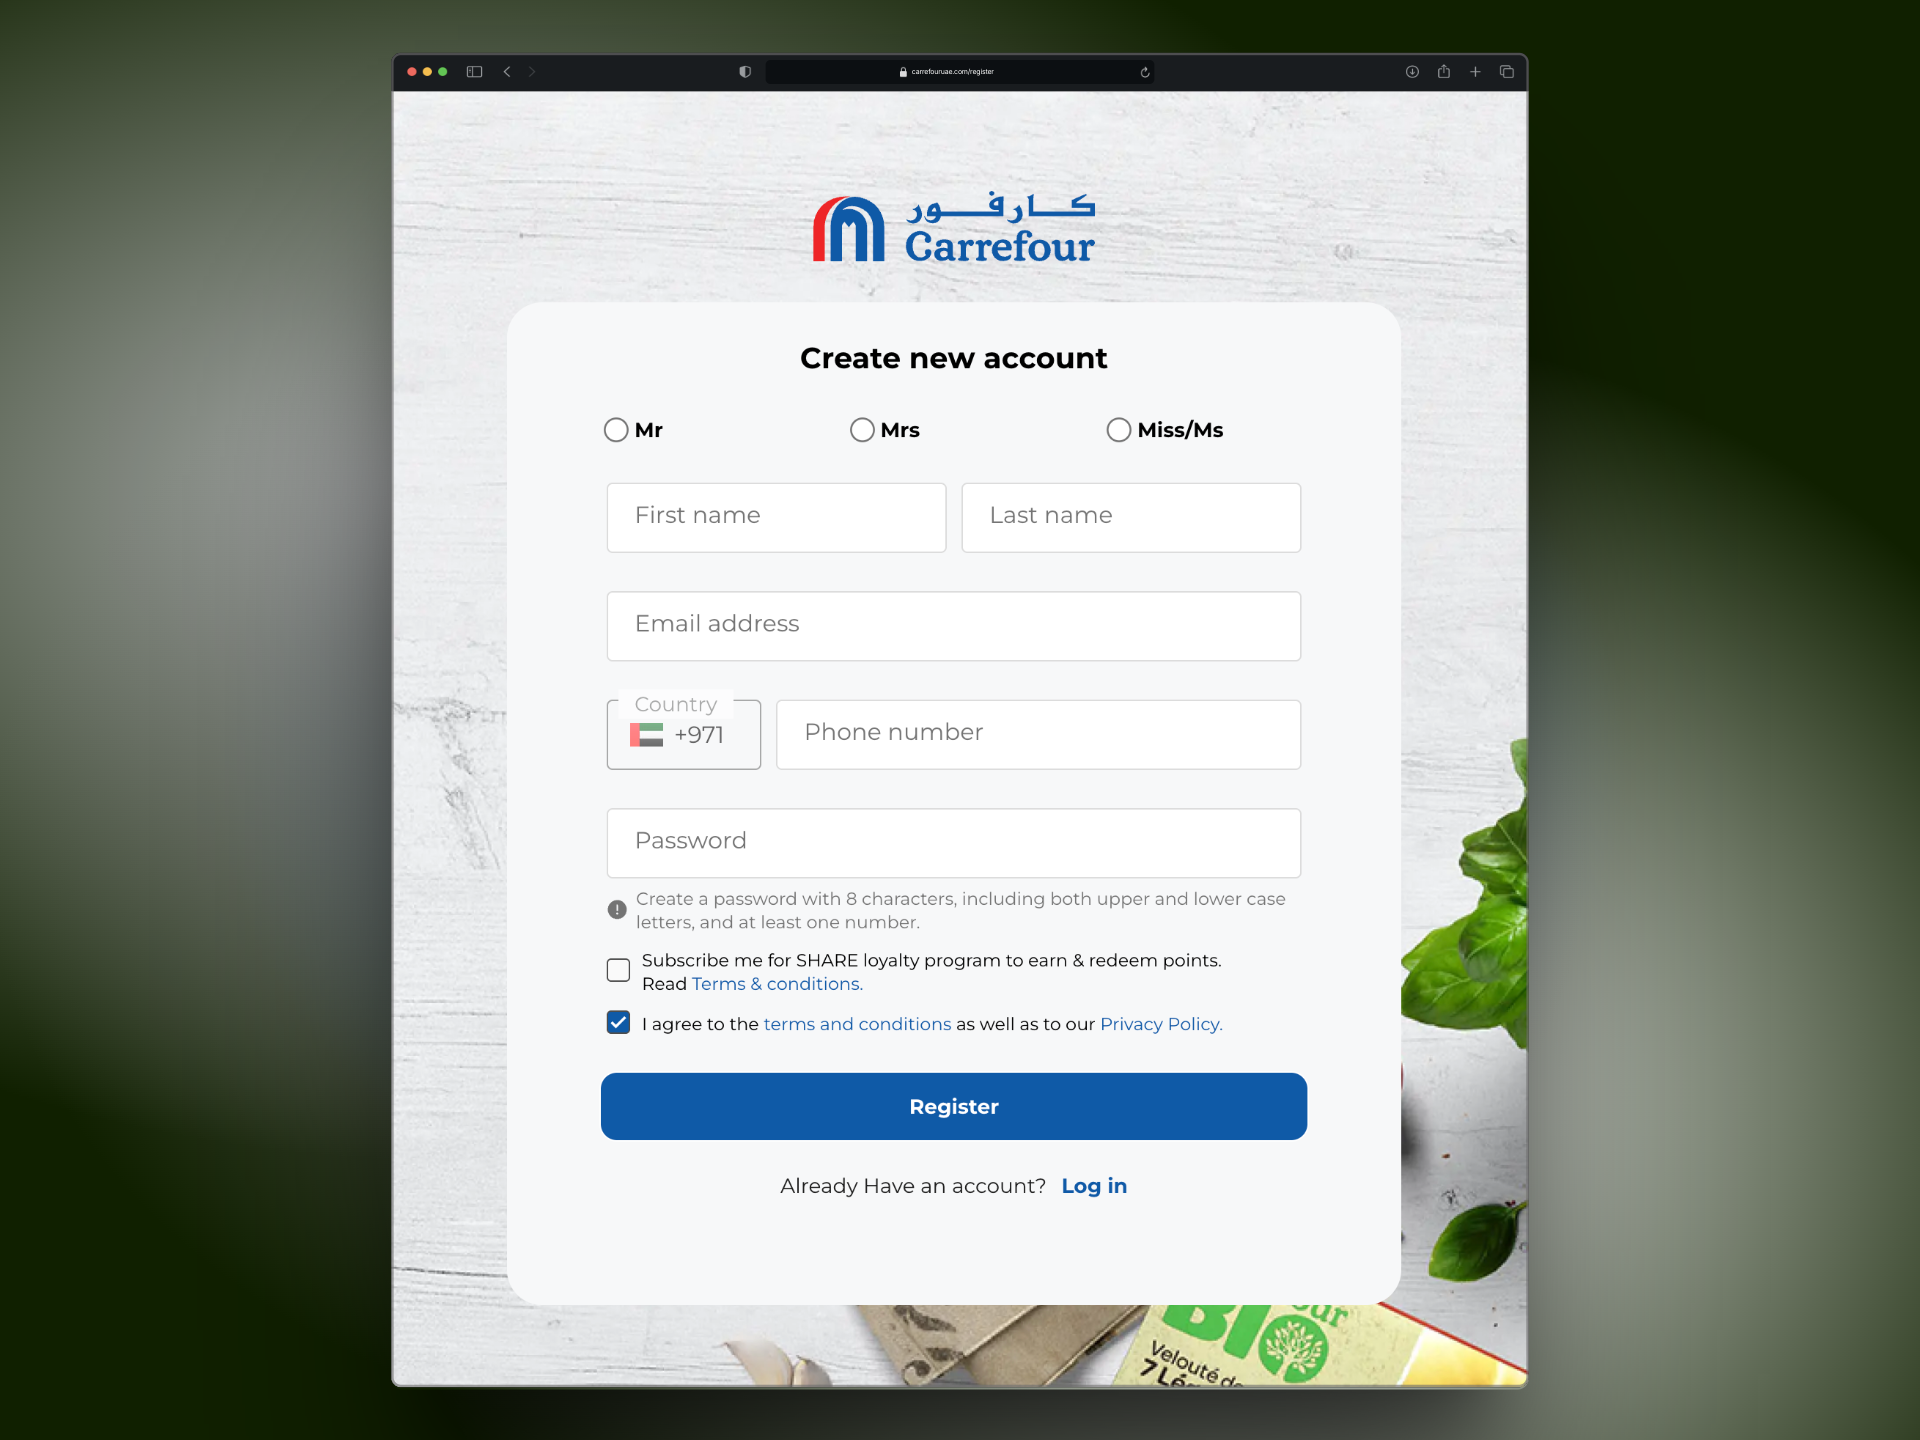 carrefouruae.com/register
كارفور
Carrefour
Create new account
Mr
Mrs
Miss/Ms
First name
Last name
Email address
Country
+971
Phone number
Password
Create a password with 8 characters, including both upper and lower case
letters, and at least one number.
Subscribe me for SHARE loyalty program to earn & redeem points.
Read Terms & conditions.
I agree to the terms and conditions as well as to our Privacy Policy.
Register
Already Have an account? Log in
our
BIO
Velouté de
7 Lég